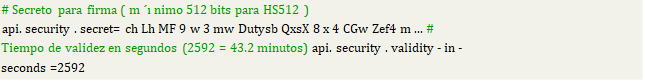 # Secreto para firma ( m ´ı nimo 512 bits para HS512 )
api. security . secret= ch Lh MF 9 w 3 mw Dutysb QxsX 8 x 4 CGw Zef4 m ... #
Tiempo de validez en segundos (2592 = 43.2 minutos) api. security . validity - in -
seconds =2592